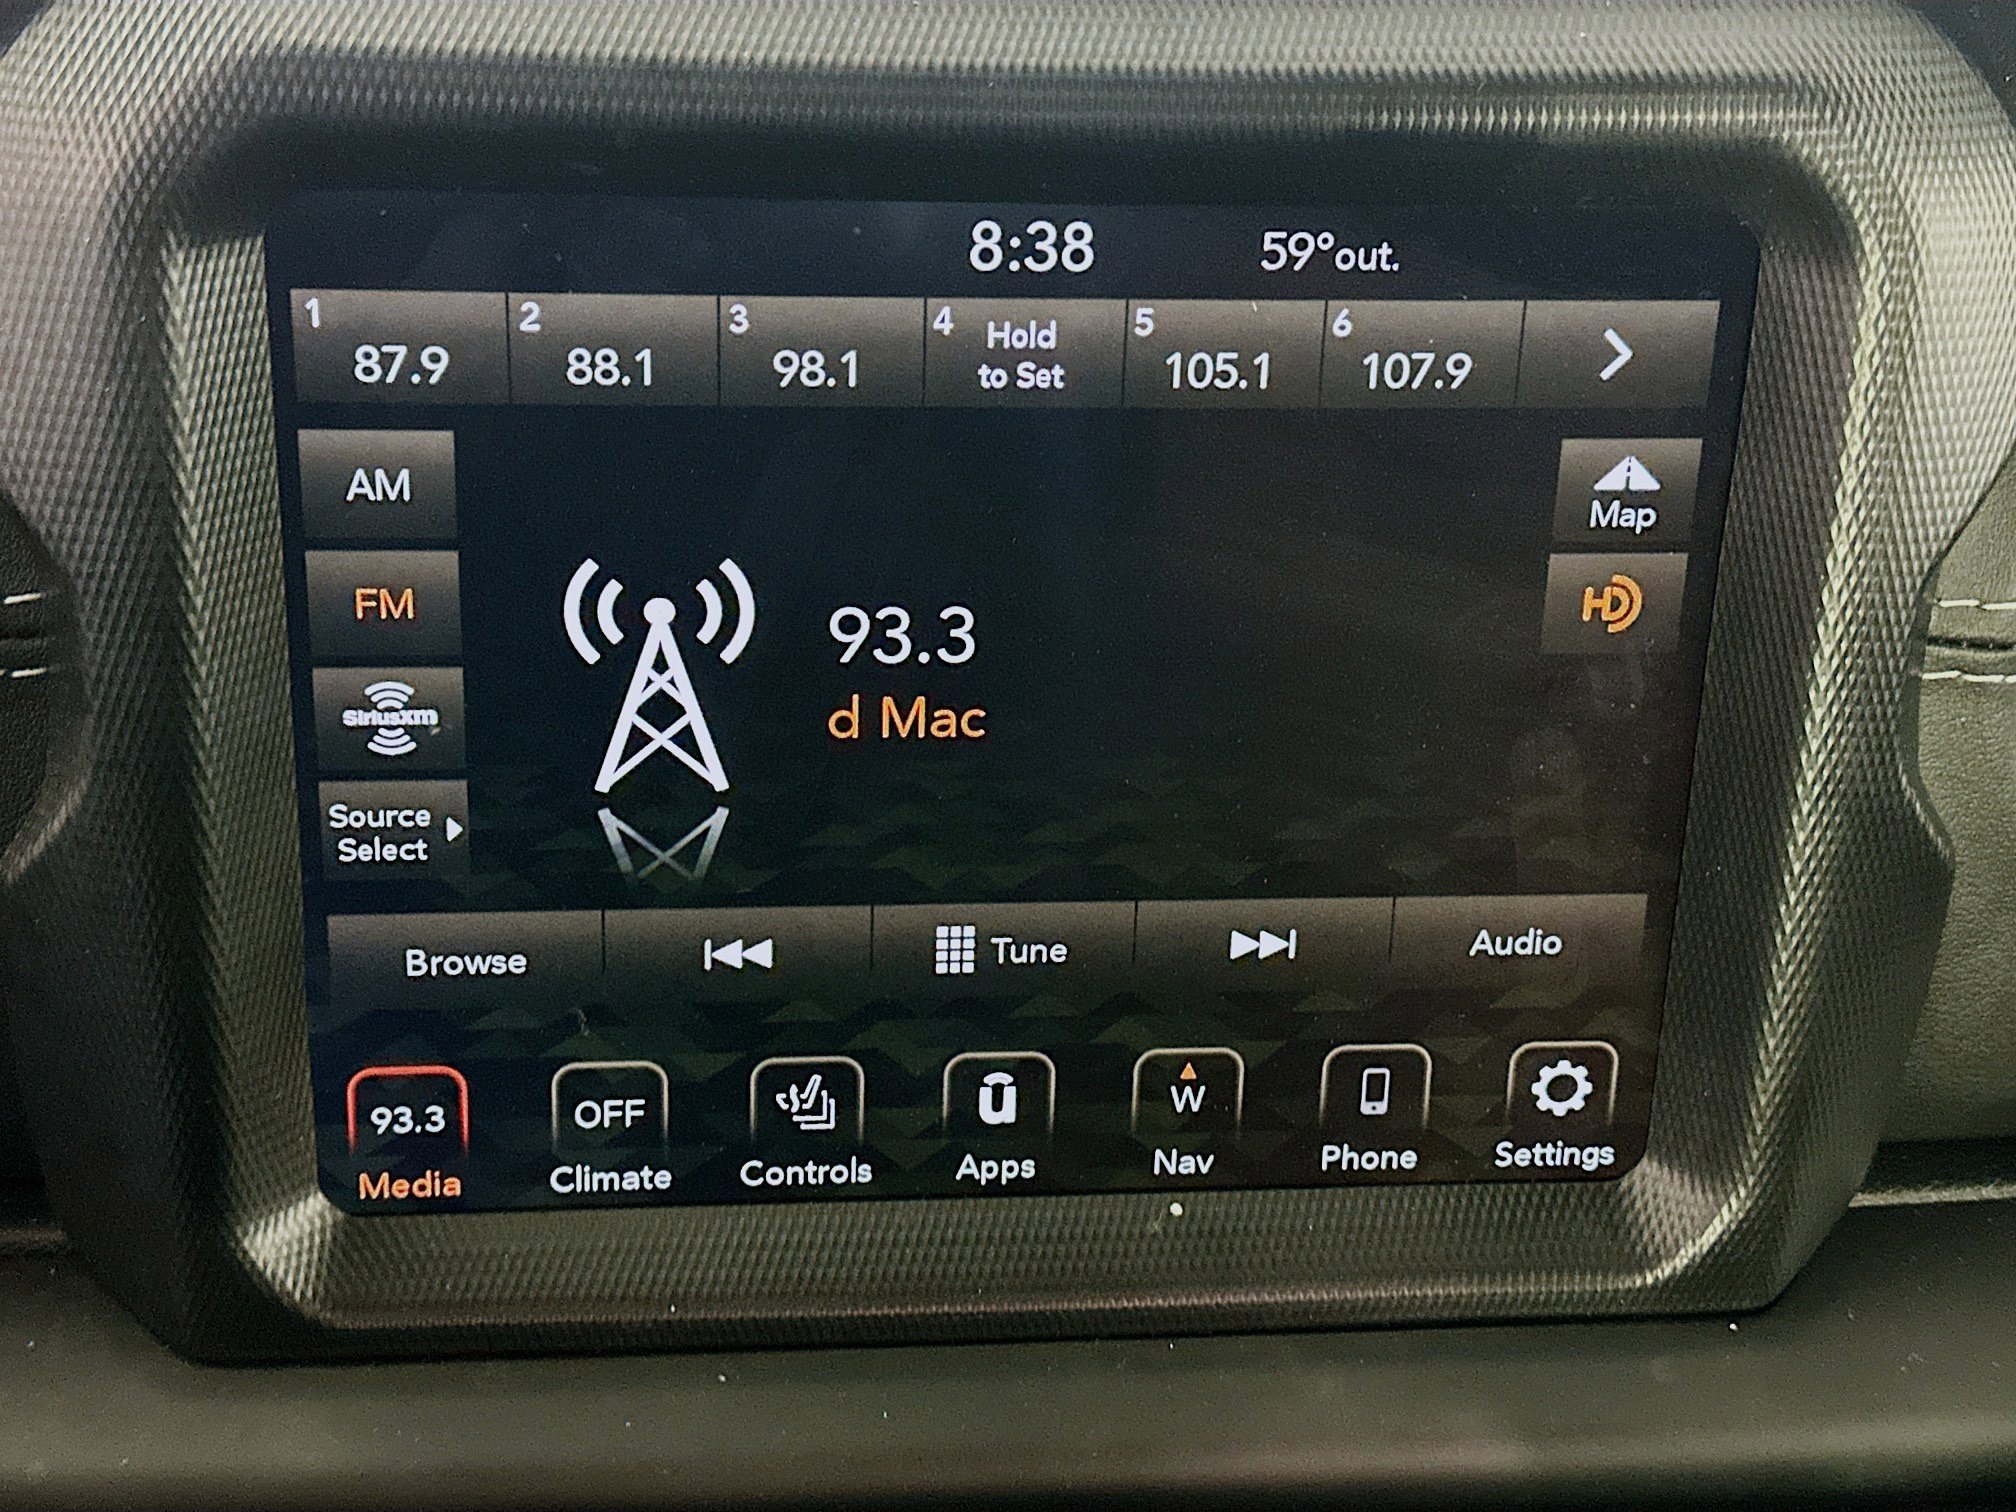 8:38 59°out.
1 2 3 4 Hold 5 6
87.9 88.1 98.1 to Set 105.1 107.9
AM
Map
FM
HD
93.3
d Mac
SiriusXm
Source
Select
Browse Tune Audio
93.3 OFF u W
Media Climate Controls Apps Nav Phone Settings